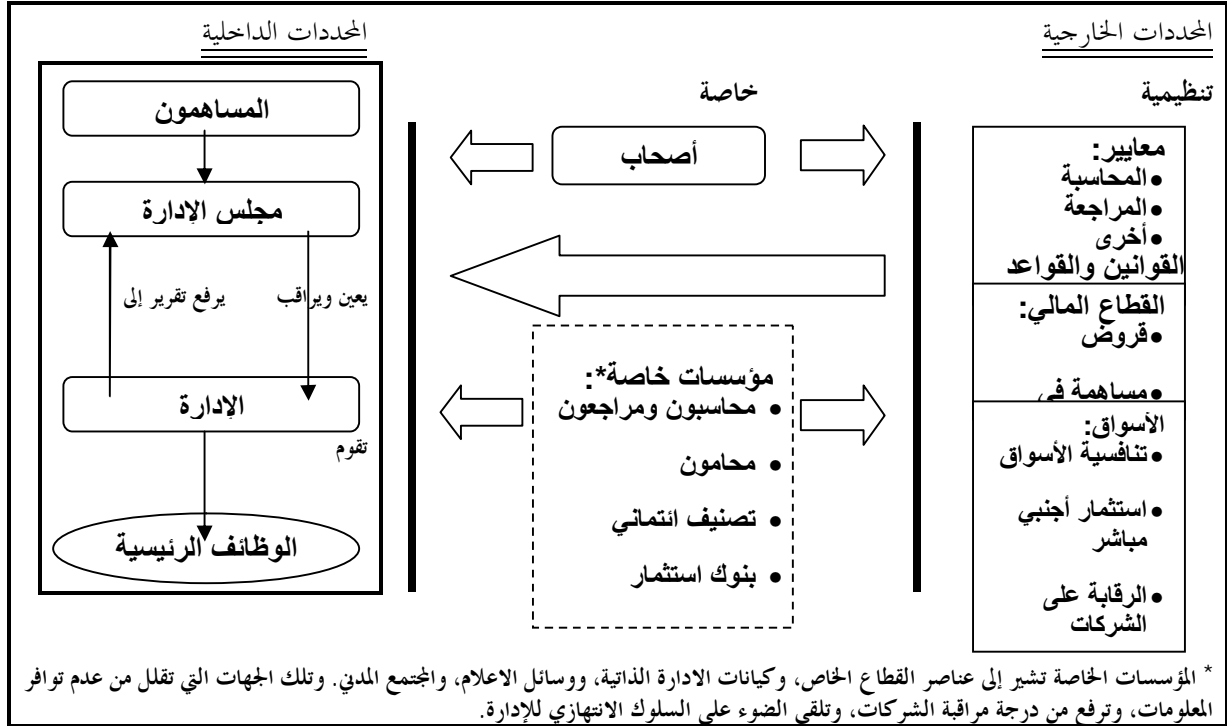 المحددات الخارجية
المحددات الداخلية
تنظيمية
خاصة
معايير:
•المحاسبة
•المراجعة
•أخرى
القوانين والقواعد
القطاع المالي:
•قروض
•مساهمة في
الأسواق:
•تنافسية الأسواق
•استثمار أجنبي
مباشر
•الرقابة على
الشركات
أصحاب
مؤسسات خاصة*:
• محاسبون ومراجعون
• محامون
• تصنيف ائتماني
• بنوك استثمار
المساهمون
مجلس الإدارة
يعين ويراقب
يرفع تقرير إلى
الإدارة
تقوم
الوظائف الرئيسية
* المؤسسات الخاصة تشير إلى عناصر القطاع الخاص، وكيانات الادارة الذاتية، ووسائل الاعلام، والمجتمع المدني. وتلك الجهات التي تقلل من عدم توافر
المعلومات، وترفع من درجة مراقبة الشركات، وتلقي الضوء على السلوك الانتهازي للإدارة.